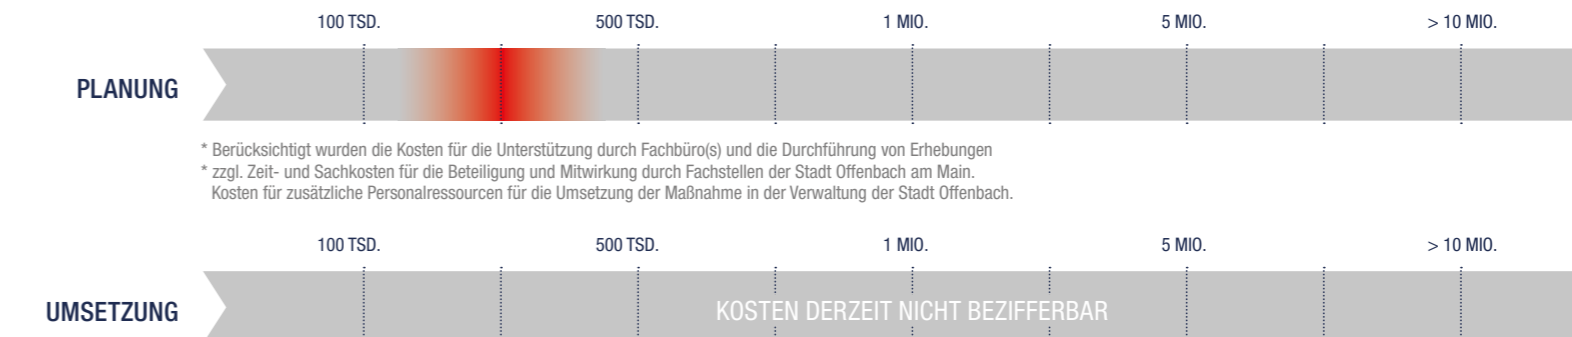 100 TSD. 500 TSD. 1 MIO. 5 MIO. > 10 MIO.
PLANUNG
* Berücksichtigt wurden die Kosten für die Unterstützung durch Fachbüro(s) und die Durchführung von Erhebungen
* zzgl. Zeit- und Sachkosten für die Beteiligung und Mitwirkung durch Fachstellen der Stadt Offenbach am Main.
Kosten für zusätzliche Personalressourcen für die Umsetzung der Maßnahme in der Verwaltung der Stadt Offenbach.
100 TSD. 500 TSD. 1 MIO. 5 MIO. > 10 MIO.
UMSETZUNG KOSTEN DERZEIT NICHT BEZIFFERBAR